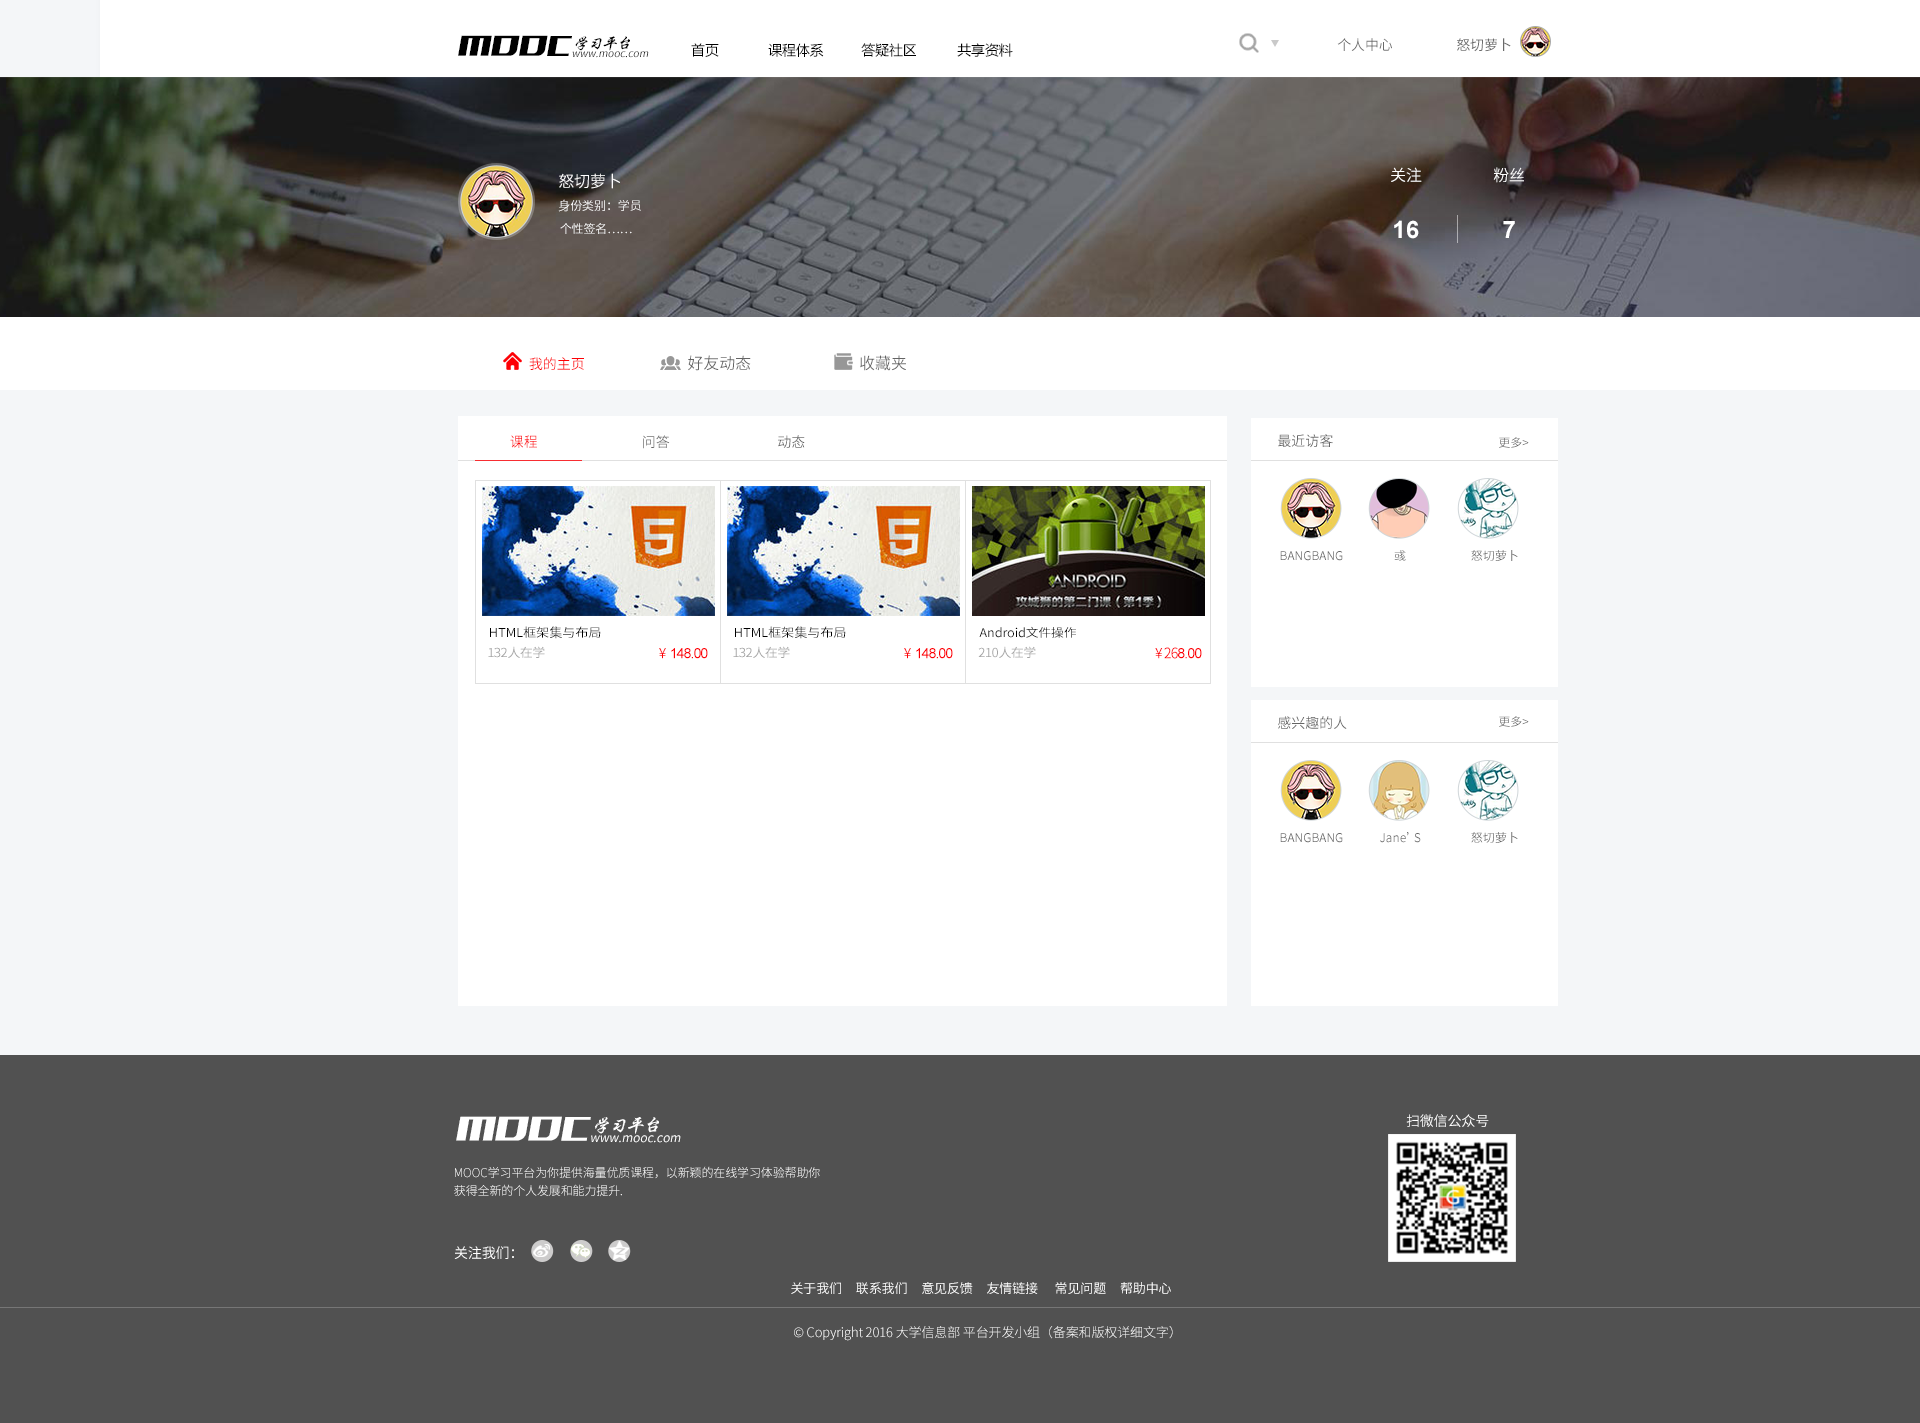 MOOC学习平台
www.mooc.com
首页 课程体系 答疑社区 共享资料
个人中心 怒切萝卜
怒切萝卜
身份类别：学员
个性签名……
关注 粉丝
16 7
我的主页 好友动态 收藏夹
课程 问答 动态
5
5
ANDROID
攻城狮的第二门课（第1季）
HTML框架集与布局
132人在学 ¥ 148.00
HTML框架集与布局
132人在学 ¥ 148.00
Android文件操作
210人在学 ¥268.00
最近访客 更多>
BANGBANG 彧 怒切萝卜
感兴趣的人 更多>
BANGBANG Jane’ S 怒切萝卜
MOOC学习平台
www.mooc.com
MOOC学习平台为你提供海量优质课程，以新颖的在线学习体验帮助你
获得全新的个人发展和能力提升.
关注我们：
扫微信公众号
关于我们 联系我们 意见反馈 友情链接 常见问题 帮助中心
© Copyright 2016 大学信息部 平台开发小组（备案和版权详细文字）